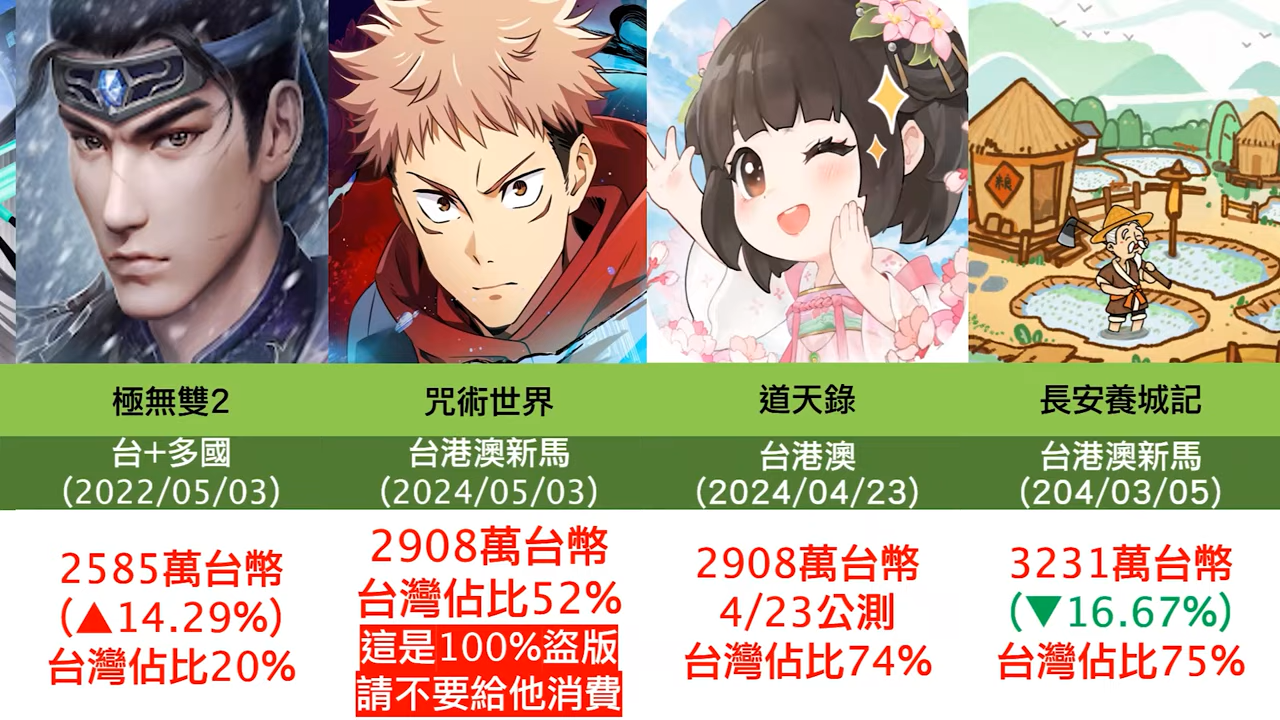 極無雙2
台+多國
(2022/05/03)
2585萬台幣
(▲14.29%)
台灣佔比20%
咒術世界
台港澳新馬
(2024/05/03)
2908萬台幣
台灣佔比52%
這是100%盜版
請不要給他消費
道天錄
台港澳
(2024/04/23)
2908萬台幣
4/23公測
台灣佔比74%
糧
長安養城記
台港澳新馬
(204/03/05)
3231萬台幣
(▼16.67%)
台灣佔比75%